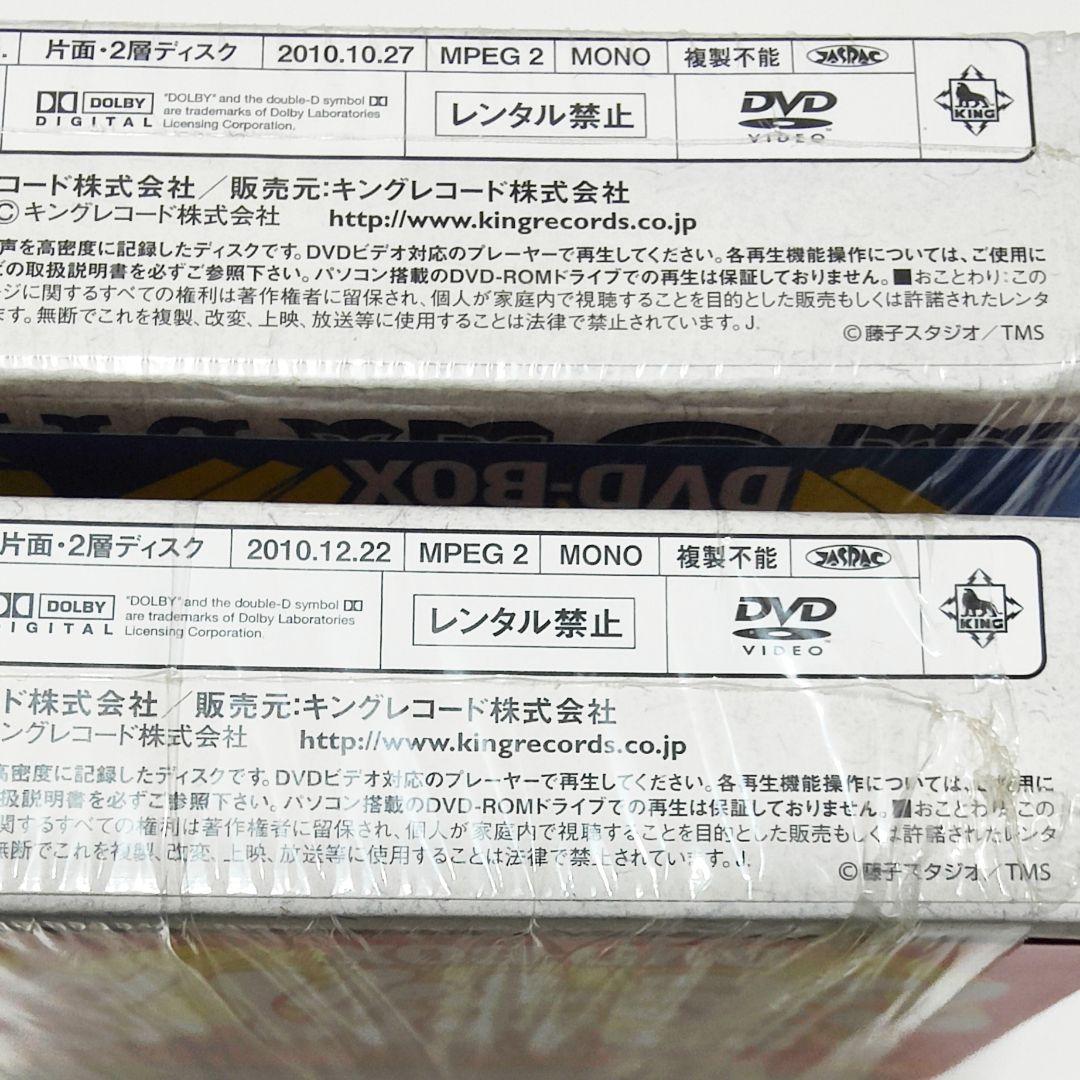 片面・2層ディスク 2010.10.27 MPEG 2 MONO 複製不能 JASRAC
DOLBY DIGITAL "DOLBY" and the double-D symbol are trademarks of Dolby Laboratories Licensing Corporation.
レンタル禁止 DVD VIDEO KING
コード株式会社／販売元：キングレコード株式会社
Ⓒキングレコード株式会社 http://www.kingrecords.co.jp
声を高密度に記録したディスクです。DVDビデオ対応のプレーヤーで再生してください。各再生機能操作については、ご使用に
の取扱説明書を必ずご参照下さい。パソコン搭載のDVD-ROMドライブでの再生は保証しておりません。■おことわり：この
ージに関するすべての権利は著作権者に留保され、個人が家庭内で視聴することを目的とした販売もしくは許諾されたレンタ
ます。無断でこれを複製、改変、上映、放送等に使用することは法律で禁止されています。J.
©藤子スタジオ／TMS
DVD-BOX
片面・2層ディスク 2010.12.22 MPEG 2 MONO 複製不能 JASRAC
DOLBY DIGITAL "DOLBY" and the double-D symbol are trademarks of Dolby Laboratories Licensing Corporation.
レンタル禁止 DVD VIDEO KING
ド株式会社／販売元：キングレコード株式会社
ングレコード株式会社 http://www.kingrecords.co.jp
高密度に記録したディスクです。DVDビデオ対応のプレーヤーで再生してください。各再生機能操作については、ご使用に
扱説明書を必ずご参照下さい。パソコン搭載のDVD-ROMドライブでの再生は保証しておりません。■おことわり：この
関するすべての権利は著作権者に留保され、個人が家庭内で視聴することを目的とした販売もしくは許諾されたレンタ
無断でこれを複製、改変、上映、放送等に使用することは法律で禁止されています。J.
©藤子スタジオ／TMS